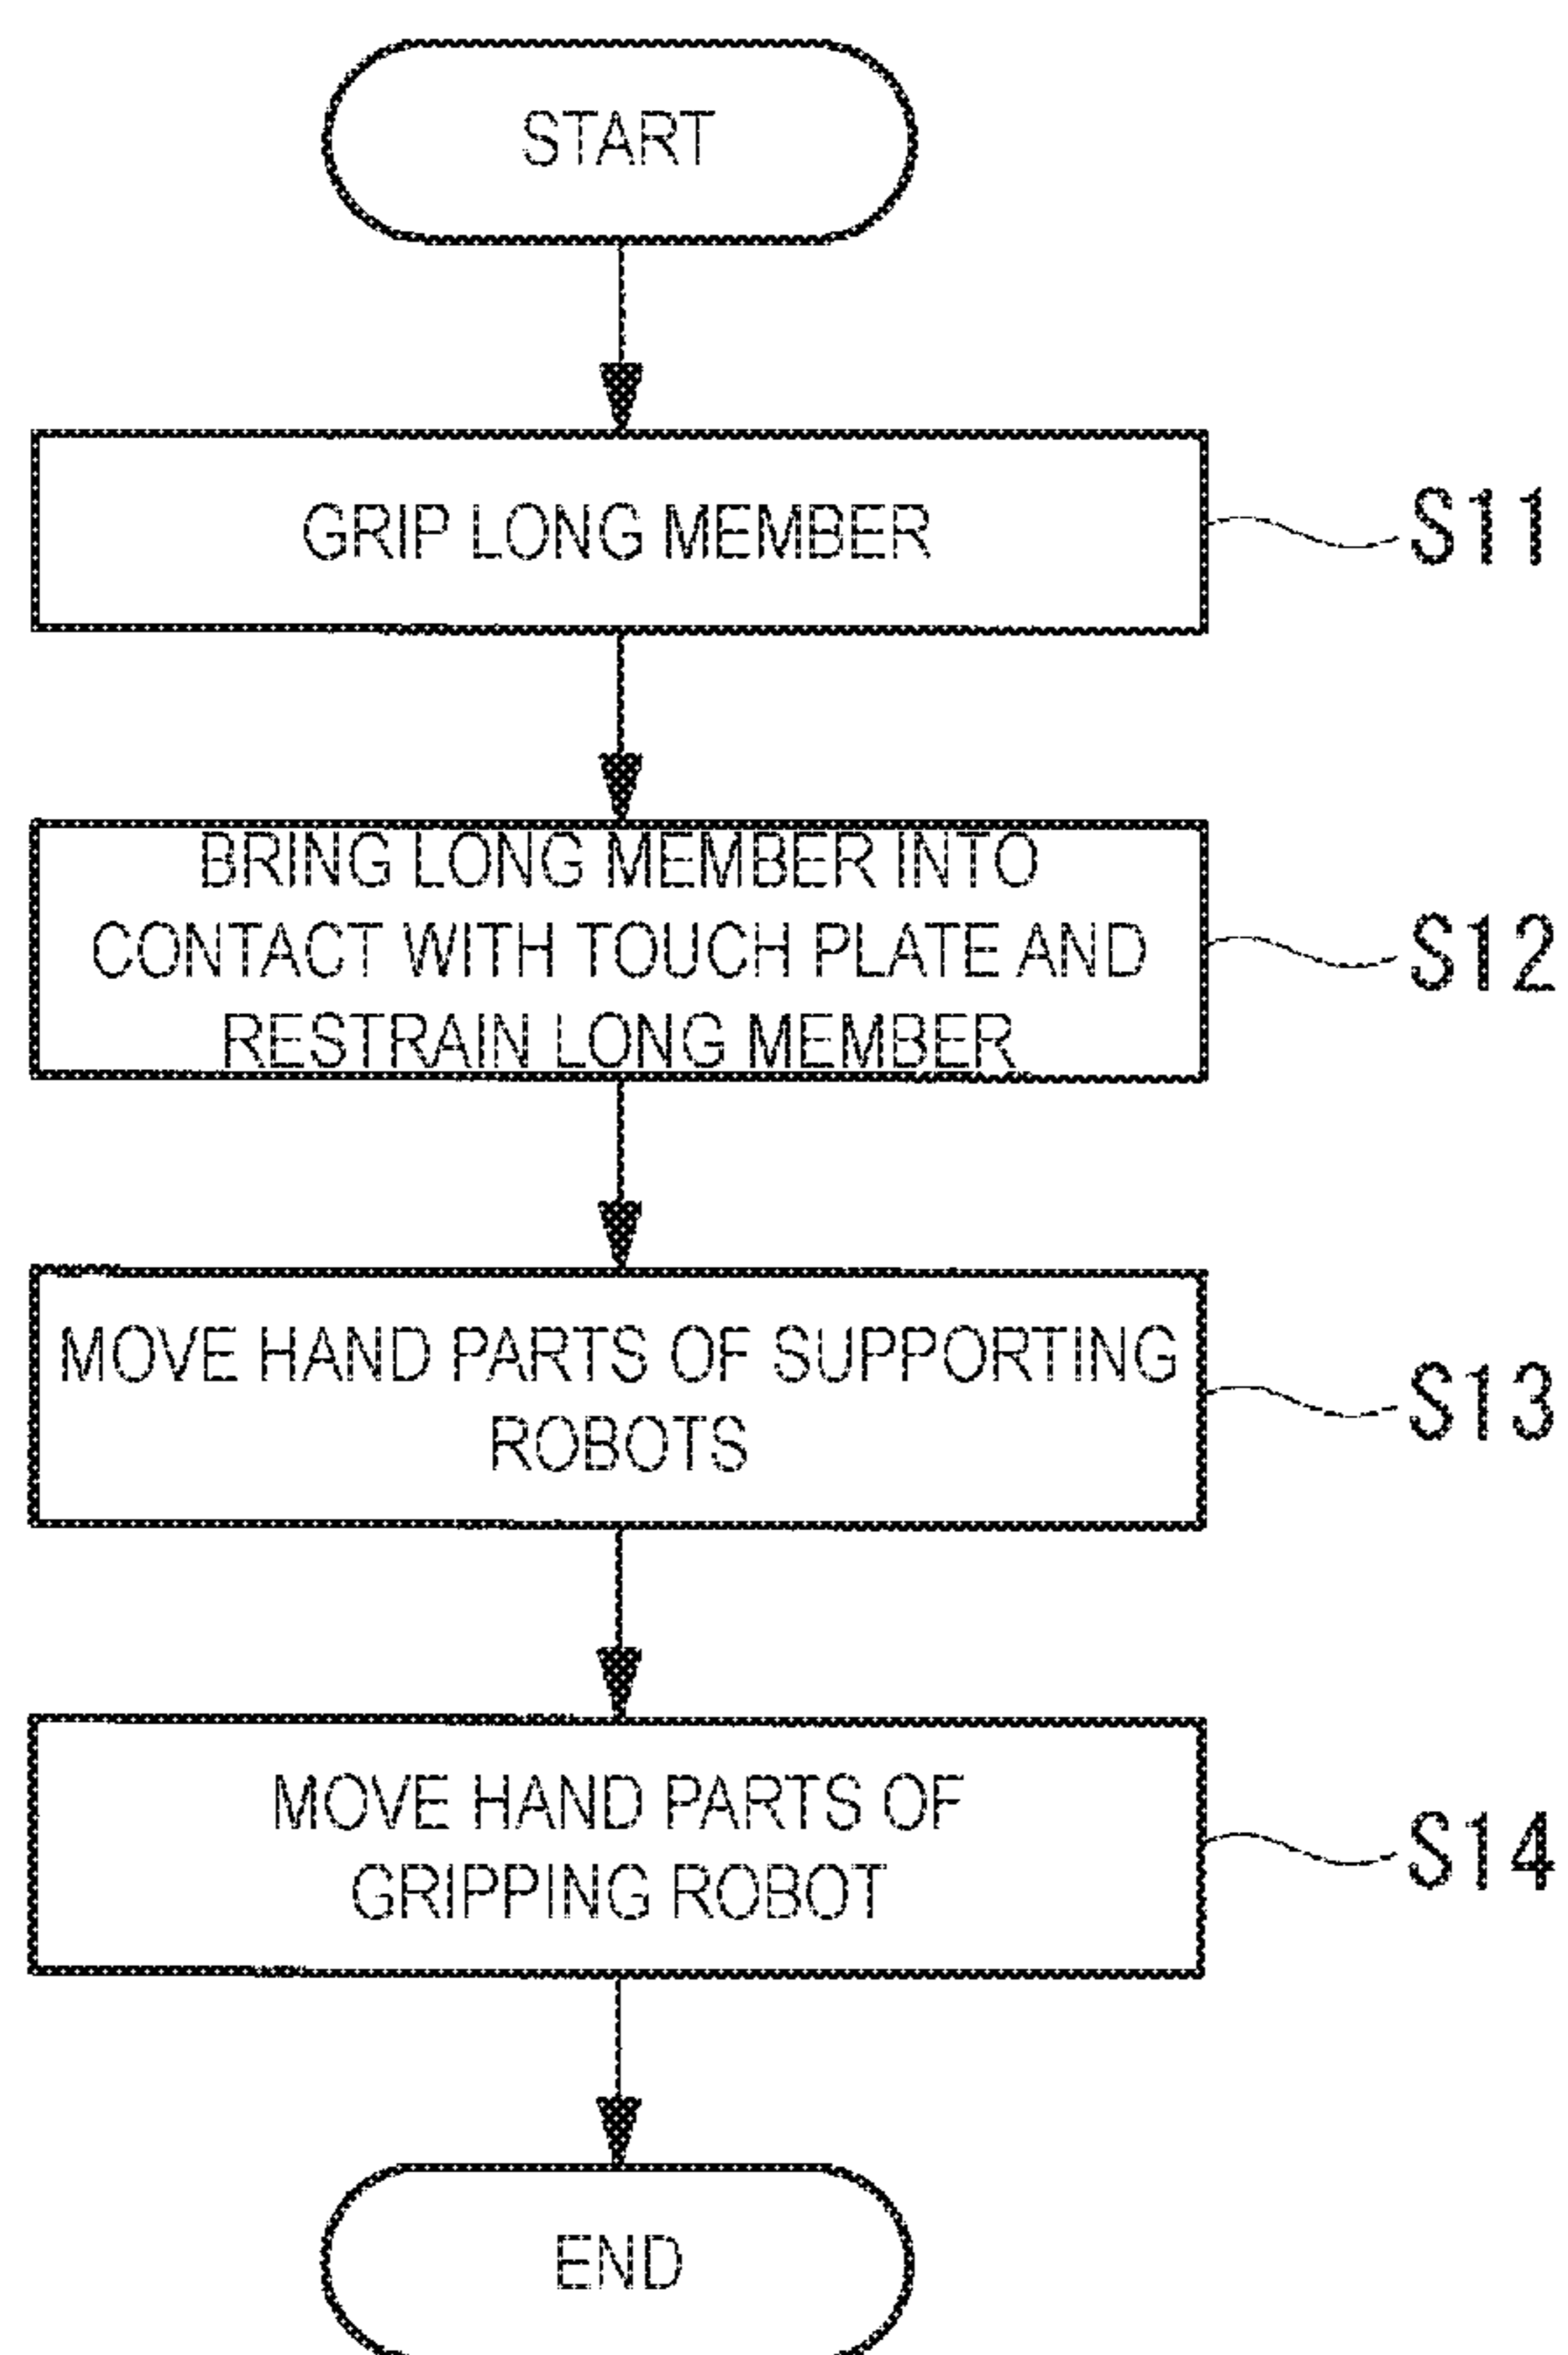 START
GRIP LONG MEMBER
S11
BRING LONG MEMBER INTO
CONTACT WITH TOUCH PLATE AND
RESTRAIN LONG MEMBER
S12
MOVE HAND PARTS OF SUPPORTING
ROBOTS
S13
MOVE HAND PARTS OF
GRIPPING ROBOT
S14
END